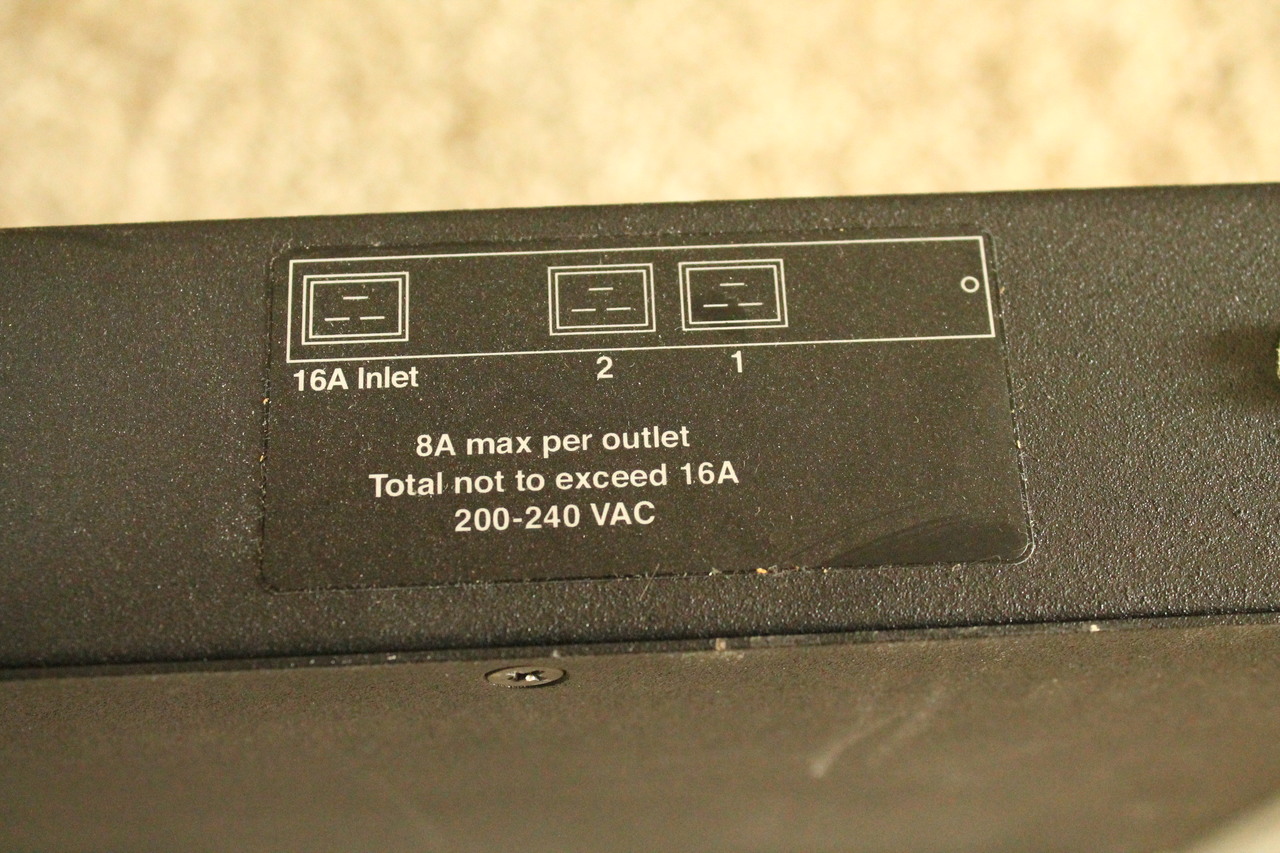 16A Inlet
2
1
8A max per outlet
Total not to exceed 16A
200-240 VAC